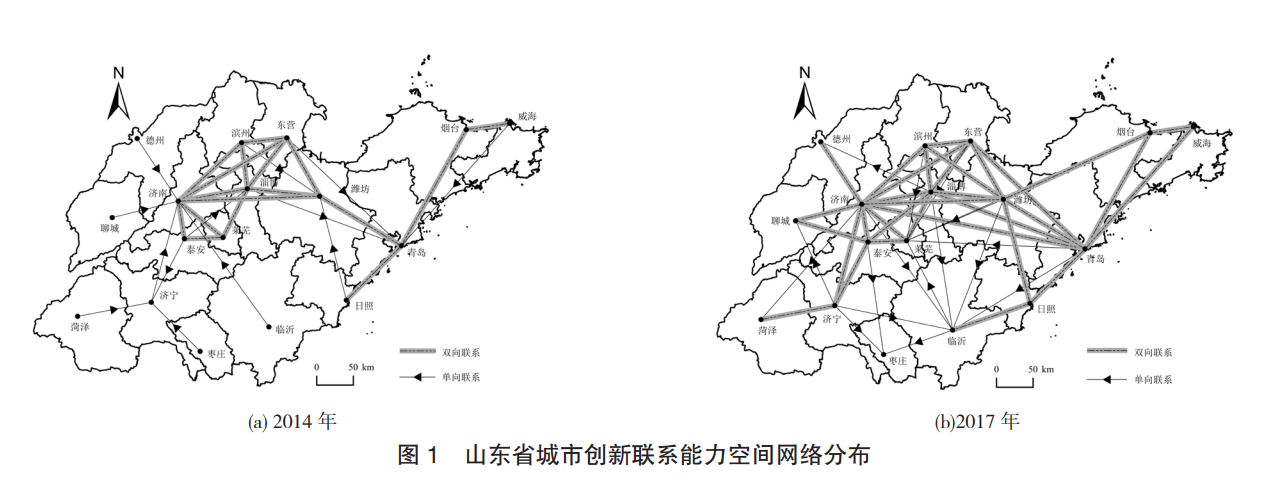 N
德州
滨州
东营
烟台
威海
济南
淄博
潍坊
聊城
泰安
莱芜
青岛
济宁
日照
菏泽
临沂
枣庄
双向联系
0 50 km
单向联系
(a) 2014 年
N
德州
滨州
东营
烟台
威海
济南
淄博
潍坊
聊城
泰安
莱芜
青岛
济宁
日照
菏泽
临沂
枣庄
双向联系
0 50 km
单向联系
(b)2017 年
图 1 山东省城市创新联系能力空间网络分布